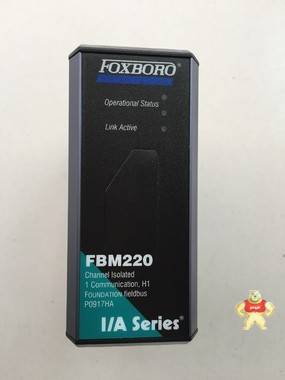 FOXBORO
Operational Status
Link Active
FBM220
Channel Isolated
1 Communication, H1
FOUNDATION fieldbus
P0917HA
I/A Series®